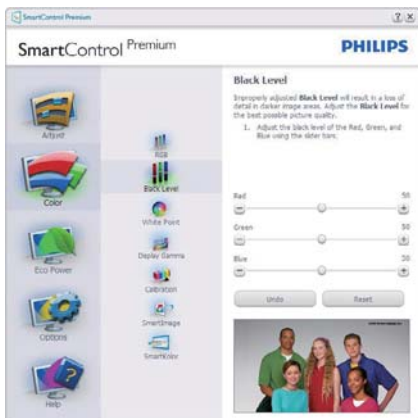 SmartControl Premium
SmartControl Premium
PHILIPS
Adjust
Color
Eco Power
Options
Help
RGB
Black Level
White Point
Display Gamma
Calibration
SmartImage
SmartKolor
Black Level
Improperly adjusted Black Level will result in a loss of
detail in darker image areas. Adjust the Black Level for
the best possible picture quality.
1. Adjust the black level of the Red, Green, and
Blue using the slider bars.
Red 50
Green 50
Blue 50
Undo Reset